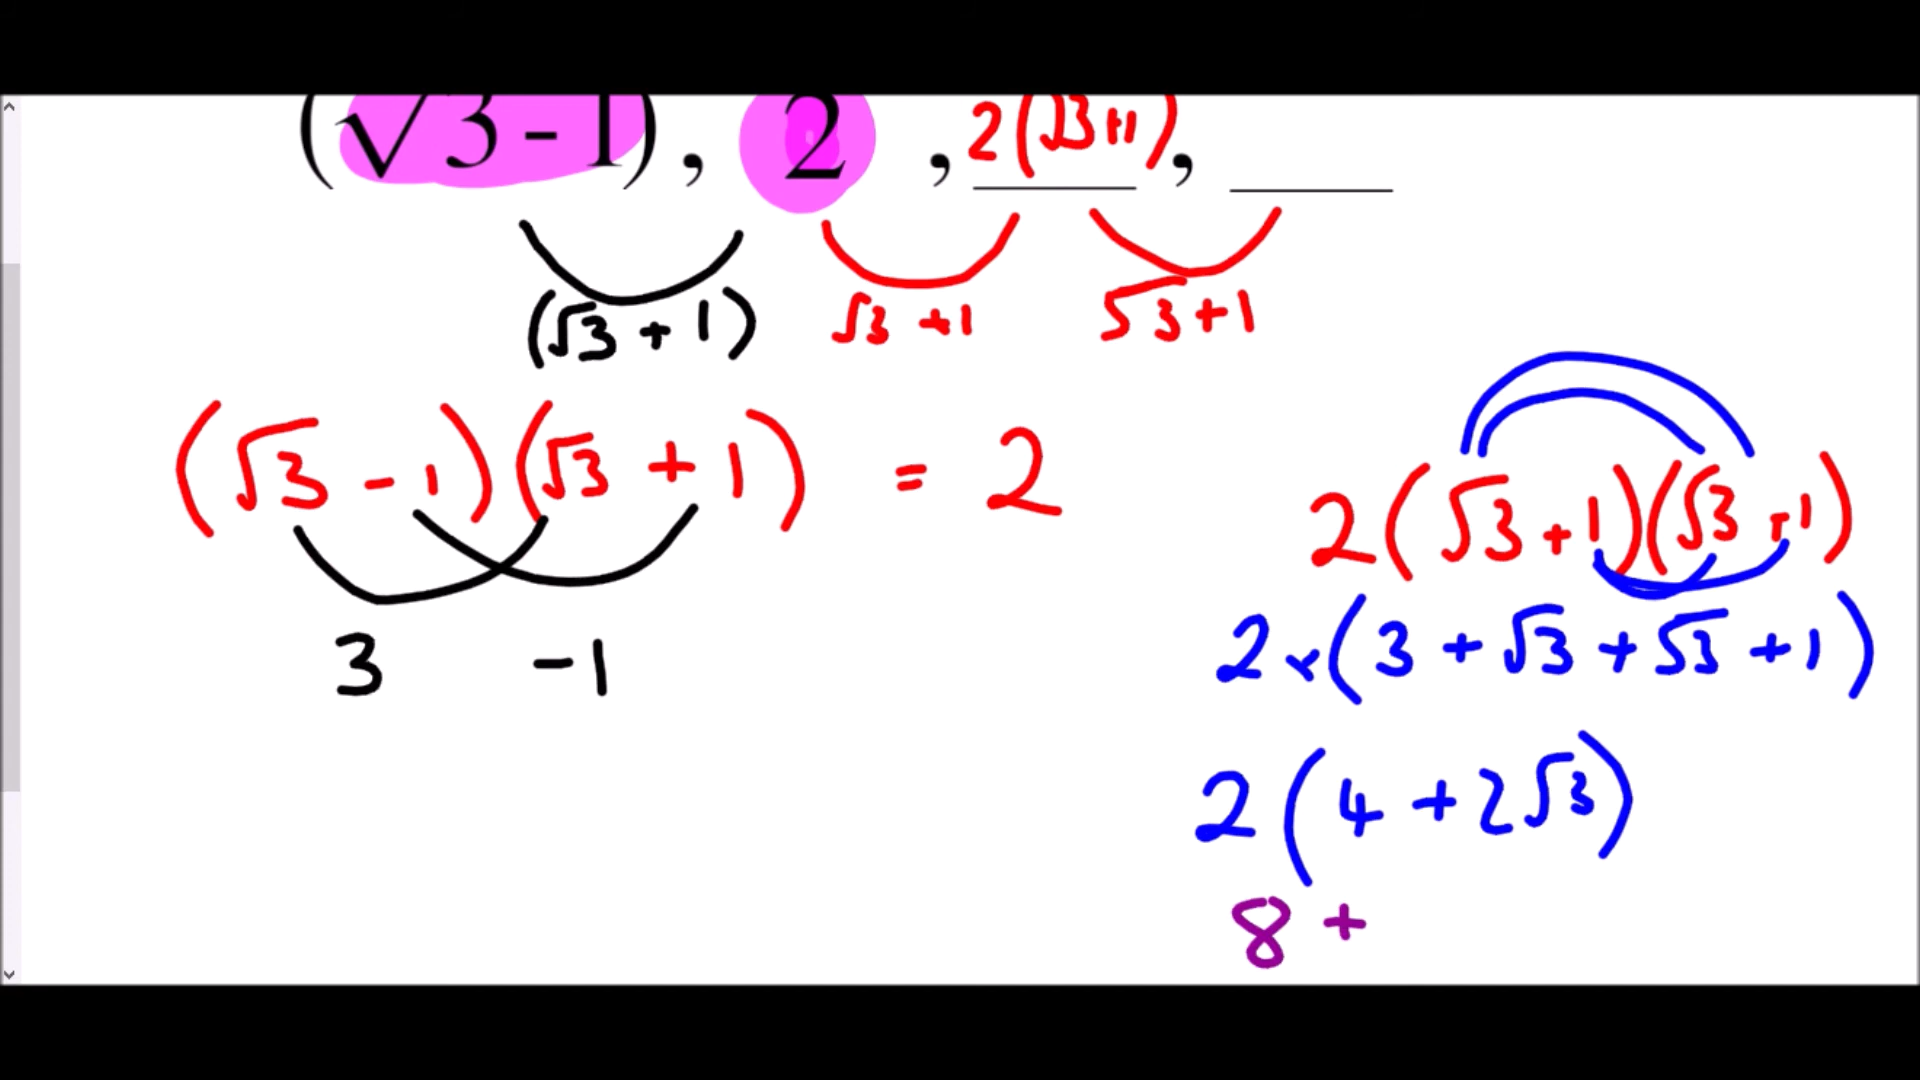 (√3-1), 2 , 2(√3+1), ______
(√3 + 1) √3 +1 √3+1
(√3 - 1)(√3 + 1) = 2
2(√3+1)(√3+1)
3 -1
2×(3 + √3 + √3 + 1)
2(4 + 2√3)
8 +